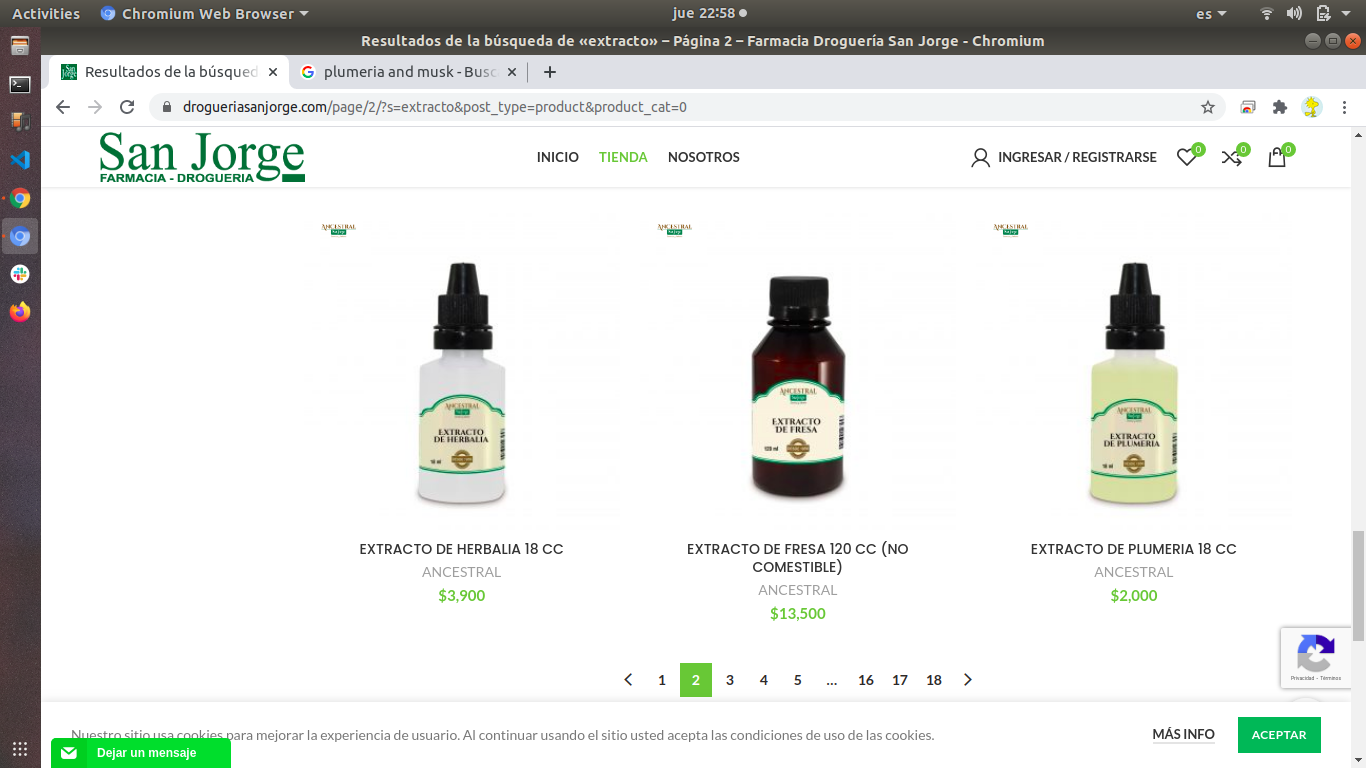 Activities
Chromium Web Browser
jue 22:58
es
Resultados de la búsqueda de «extracto» – Página 2 – Farmacia Droguería San Jorge - Chromium
Resultados de la búsqued
plumeria and musk - Busc
drogueriasanjorge.com/page/2/?s=extracto&post_type=product&product_cat=0
San Jorge
FARMACIA - DROGUERIA
INICIO
TIENDA
NOSOTROS
INGRESAR / REGISTRARSE
0
0
0
ANCESTRAL
ANCESTRAL
ANCESTRAL
ANCESTRAL
EXTRACTO
DE HERBALIA
ANCESTRAL
EXTRACTO
DE FRESA
ANCESTRAL
EXTRACTO
DE PLUMERIA
EXTRACTO DE HERBALIA 18 CC
ANCESTRAL
$3,900
EXTRACTO DE FRESA 120 CC (NO
COMESTIBLE)
ANCESTRAL
$13,500
EXTRACTO DE PLUMERIA 18 CC
ANCESTRAL
$2,000
1 2 3 4 5 … 16 17 18
Privacidad - Términos
Nuestro sitio usa cookies para mejorar la experiencia de usuario. Al continuar usando el sitio usted acepta las condiciones de uso de las cookies.
MÁS INFO
ACEPTAR
Dejar un mensaje